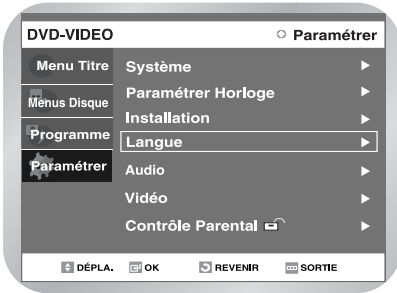 DVD-VIDEO Paramétrer
Menu Titre
Menus Disque
Programme
Paramétrer
Système
Paramétrer Horloge
Installation
Langue
Audio
Vidéo
Contrôle Parental
DÉPLA. OK REVENIR SORTIE